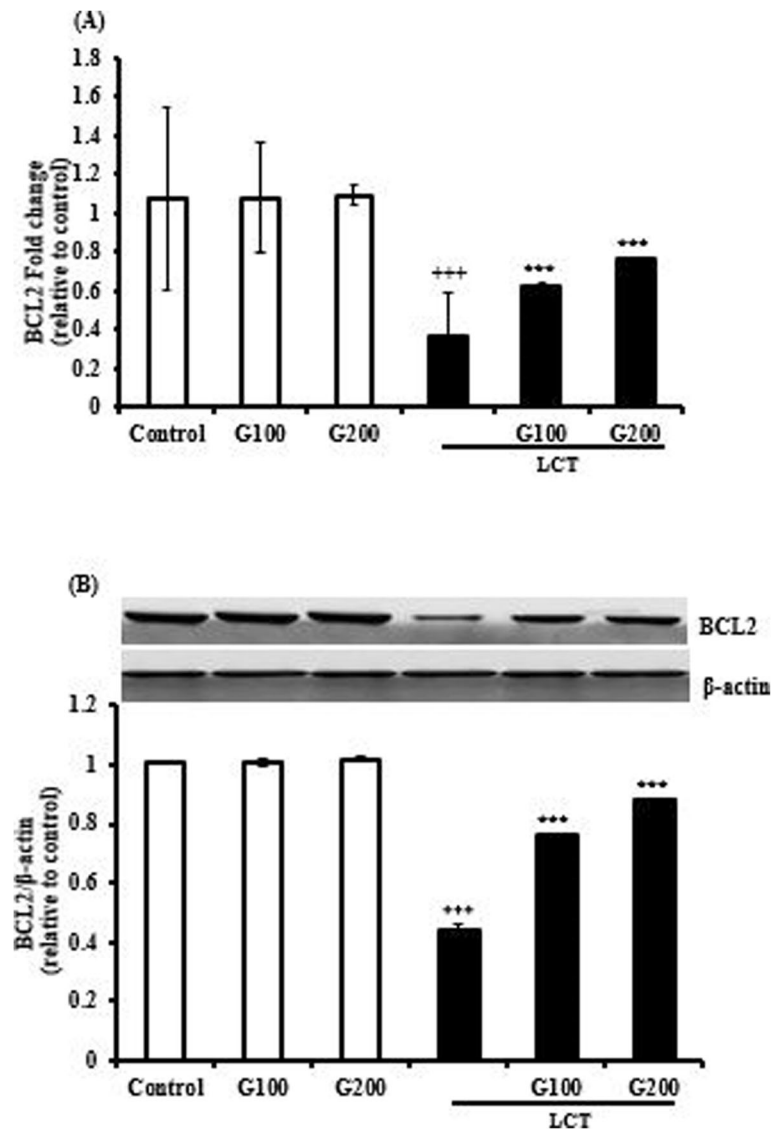 (A)
BCL2 Fold change
(relative to control)
1.8
1.6
1.4
1.2
1
0.8
0.6
0.4
0.2
0
+++
***
***
Control G100 G200 G100 G200
LCT
(B)
BCL2
β-actin
BCL2/β-actin
(relative to control)
1.2
1
0.8
0.6
0.4
0.2
0
+++
***
***
Control G100 G200 G100 G200
LCT